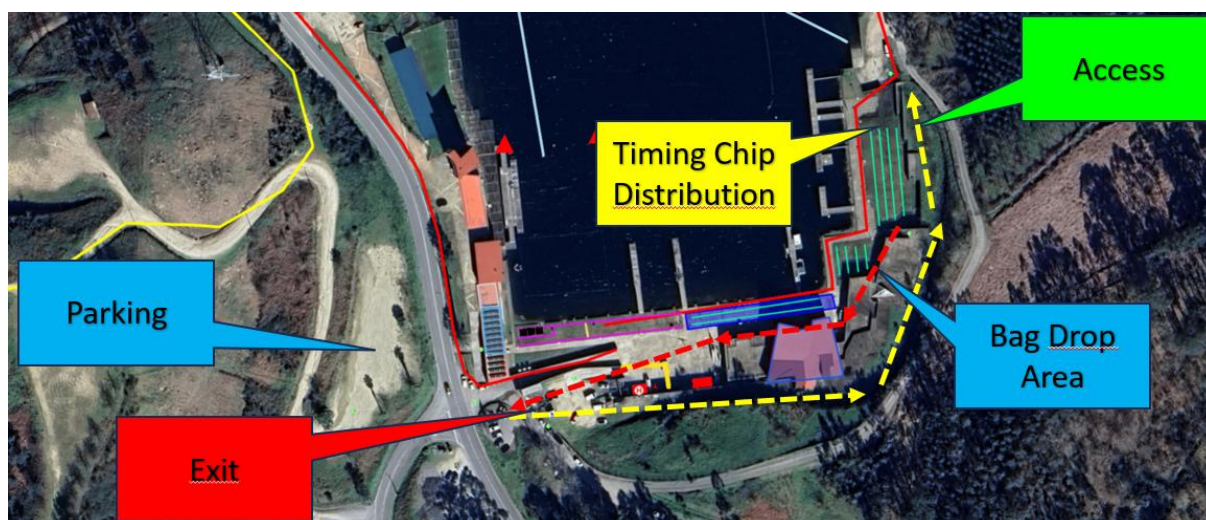 Access
Timing Chip
Distribution
Parking
Bag Drop
Area
Exit
H